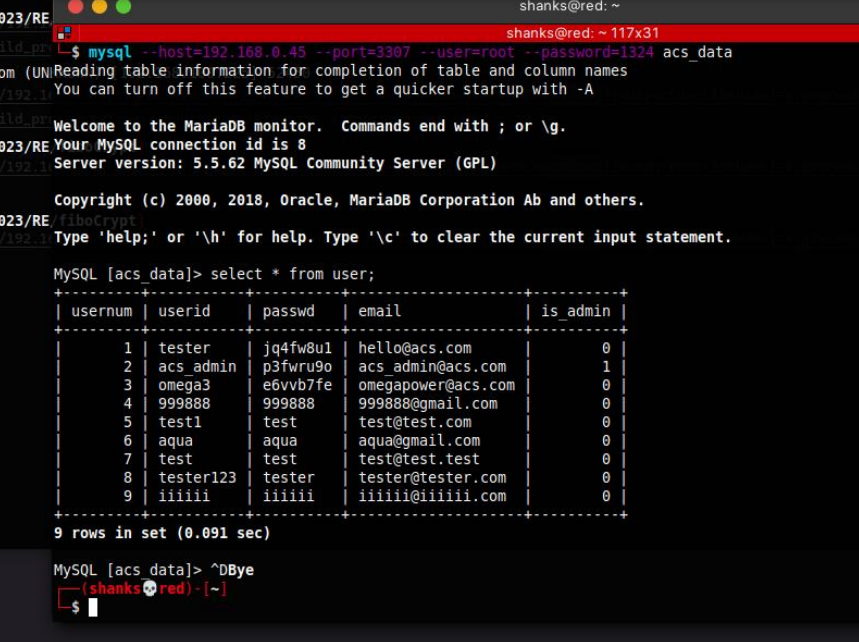 shanks@red: ~
023/RE
shanks@red: ~ 117x31
└─$ mysql --host=192.168.0.45 --port=3307 --user=root --password=1324 acs_data
om (UN
Reading table information for completion of table and column names
You can turn off this feature to get a quicker startup with -A
Welcome to the MariaDB monitor.  Commands end with ; or \g.
023/RE
Your MySQL connection id is 8
Server version: 5.5.62 MySQL Community Server (GPL)
Copyright (c) 2000, 2018, Oracle, MariaDB Corporation Ab and others.
023/RE/fiboCrypt
Type 'help;' or '\h' for help. Type '\c' to clear the current input statement.
MySQL [acs_data]> select * from user;
+---------+-----------+----------+--------------------+----------+
| usernum | userid    | passwd   | email              | is_admin |
+---------+-----------+----------+--------------------+----------+
|       1 | tester    | jq4fw8u1 | hello@acs.com      |        0 |
|       2 | acs_admin | p3fwru9o | acs_admin@acs.com  |        1 |
|       3 | omega3    | e6vvb7fe | omegapower@acs.com |        0 |
|       4 | 999888    | 999888   | 999888@gmail.com   |        0 |
|       5 | test1     | test     | test@test.com      |        0 |
|       6 | aqua      | aqua     | aqua@gmail.com     |        0 |
|       7 | test      | test     | test@test.test     |        0 |
|       8 | tester123 | tester   | tester@tester.com  |        0 |
|       9 | iiiiii    | iiiiii   | iiiiii@iiiiii.com  |        0 |
+---------+-----------+----------+--------------------+----------+
9 rows in set (0.091 sec)
MySQL [acs_data]> ^DBye
┌──(shanks💀red)-[~]
└─$